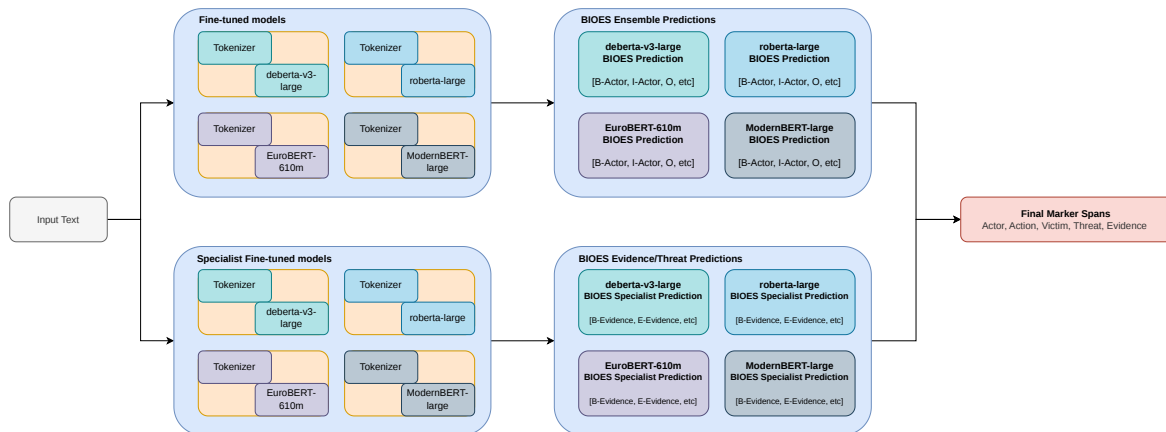 Fine-tuned models
Tokenizer
deberta-v3-
large
Tokenizer
roberta-large
Tokenizer
EuroBERT-
610m
Tokenizer
ModernBERT-
large
BIOES Ensemble Predictions
deberta-v3-large
BIOES Prediction
[B-Actor, I-Actor, O, etc]
roberta-large
BIOES Prediction
[B-Actor, I-Actor, O, etc]
EuroBERT-610m
BIOES Prediction
[B-Actor, I-Actor, O, etc]
ModernBERT-large
BIOES Prediction
[B-Actor, I-Actor, O, etc]
Input Text
Final Marker Spans
Actor, Action, Victim, Threat, Evidence
Specialist Fine-tuned models
Tokenizer
deberta-v3-
large
Tokenizer
roberta-large
Tokenizer
EuroBERT-
610m
Tokenizer
ModernBERT-
large
BIOES Evidence/Threat Predictions
deberta-v3-large
BIOES Specialist Prediction
[B-Evidence, E-Evidence, etc]
roberta-large
BIOES Specialist Prediction
[B-Evidence, E-Evidence, etc]
EuroBERT-610m
BIOES Specialist Prediction
[B-Evidence, E-Evidence, etc]
ModernBERT-large
BIOES Specialist Prediction
[B-Evidence, E-Evidence, etc]